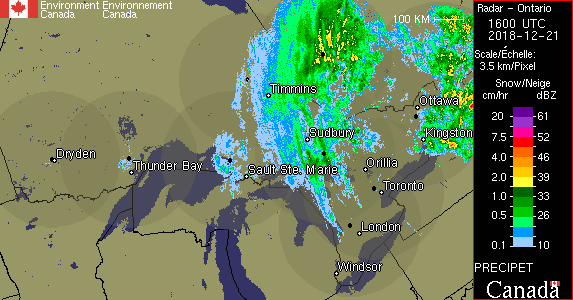 Environment Environnement
Canada Canada
100 KM
Timmins
Ottawa
Sudbury
Kingston
Dryden
Thunder Bay
Sault Ste. Marie
Orillia
Toronto
London
Windsor
Radar - Ontario
1600 UTC
2018-12-21
Scale/Échelle:
3.5 km/Pixel
Snow/Neige
cm/hr dBZ
20 61
7.5 52
4.0 46
2.0 39
1.0 33
0.5 26
0.1 10
PRECIPET
Canada